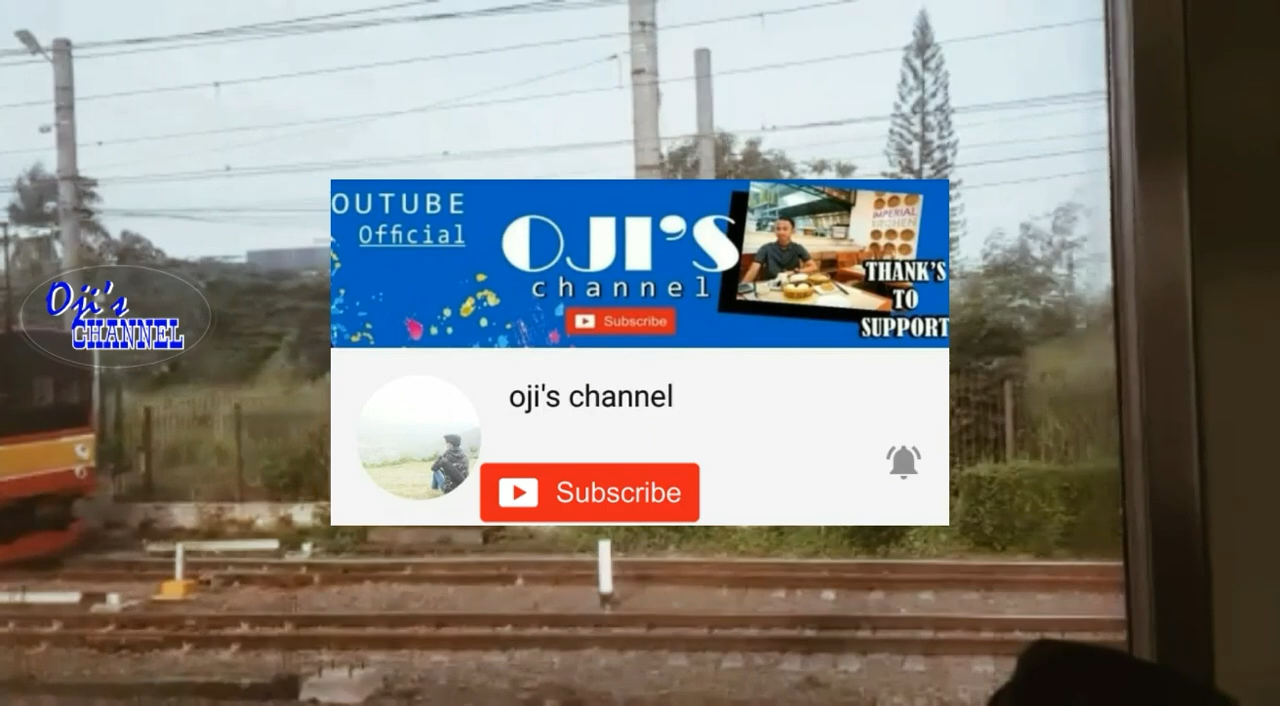 OUTUBE
Official
OJI'S
channel
Subscribe
IMPERIAL
KITCHEN
THANK'S
TO
SUPPORT
Oji's
CHANNEL
oji's channel
Subscribe